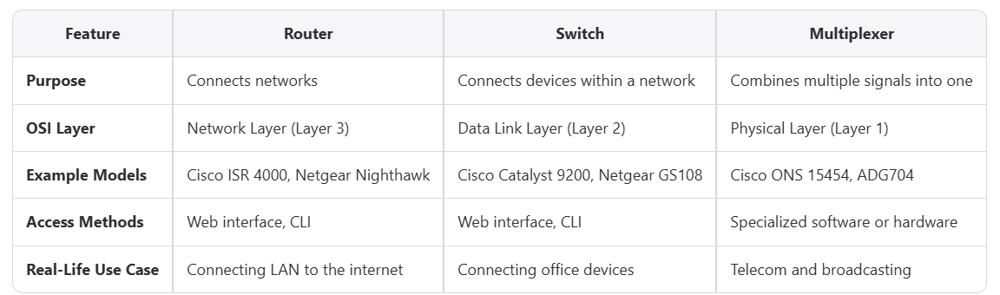 Feature Router Switch Multiplexer
Purpose Connects networks Connects devices within a network Combines multiple signals into one
OSI Layer Network Layer (Layer 3) Data Link Layer (Layer 2) Physical Layer (Layer 1)
Example Models Cisco ISR 4000, Netgear Nighthawk Cisco Catalyst 9200, Netgear GS108 Cisco ONS 15454, ADG704
Access Methods Web interface, CLI Web interface, CLI Specialized software or hardware
Real-Life Use Case Connecting LAN to the internet Connecting office devices Telecom and broadcasting